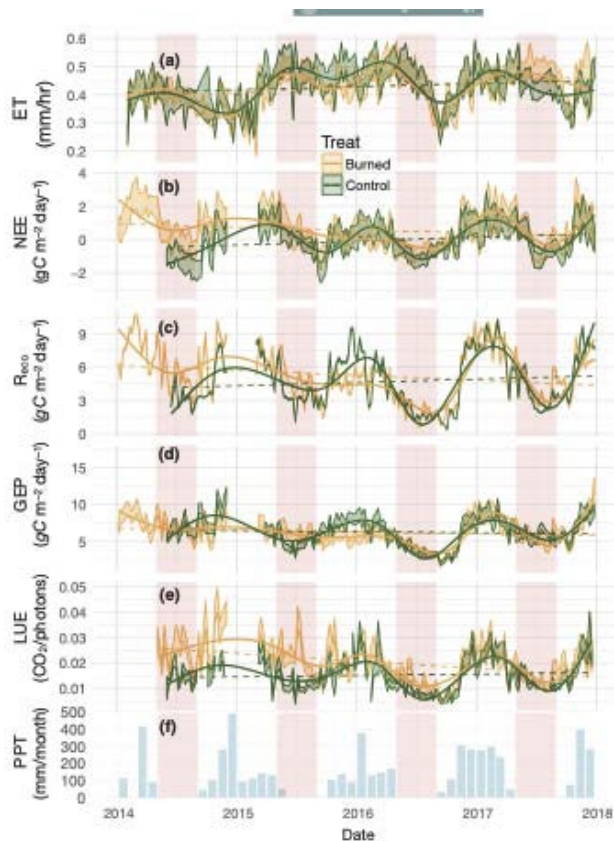 0.6
0.5
0.4
0.2
ET
(mm/hr)
(a)
Treat
Burned
Control
4
2
0
−2
NEE
(gC m⁻² day⁻¹)
(b)
9
6
3
0
Reco
(gC m⁻² day⁻¹)
(c)
15
10
5
GEP
(gC m⁻² day⁻¹)
(d)
0.05
0.04
0.03
0.02
0.01
LUE
(CO₂/photons)
(e)
500
400
300
200
100
0
PPT
(mm/month)
(f)
2014 2015 2016 2017 2018
Date